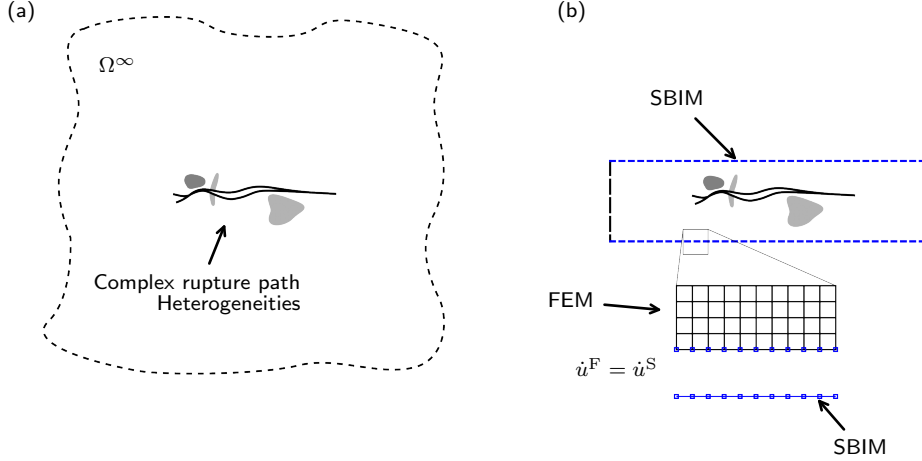 (a)
Ω∞
Complex rupture path
Heterogeneities
(b)
SBIM
FEM
u̇ᶠ = u̇ˢ
SBIM